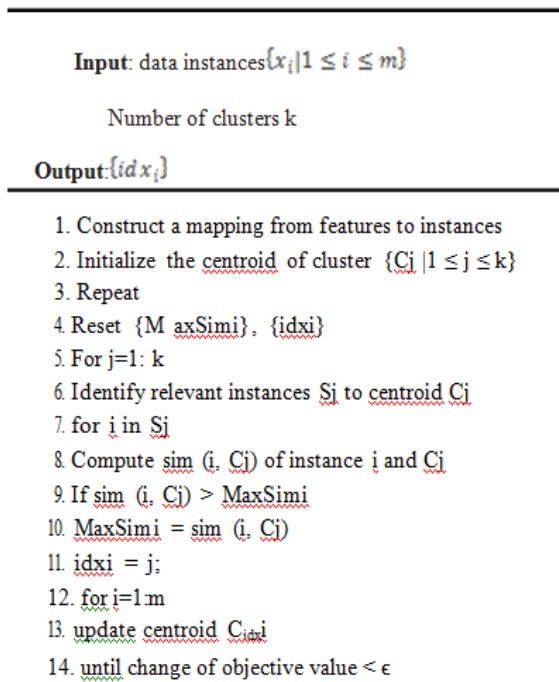 Input: data instances{xᵢ|1 ≤ i ≤ m}
Number of clusters k
Output:{idxᵢ}
1. Construct a mapping from features to instances
2. Initialize the centroid of cluster {Cj |1 ≤ j ≤ k}
3. Repeat
4. Reset {M axSimi}, {idxi}
5. For j=1: k
6. Identify relevant instances Sj to centroid Cj
7. for i in Sj
8. Compute sim (i, Cj) of instance i and Cj
9. If sim (i, Cj) > MaxSimi
10. MaxSimi = sim (i, Cj)
11. idxi = j;
12. for i=1:m
13. update centroid Cidxi
14. until change of objective value < ϵ